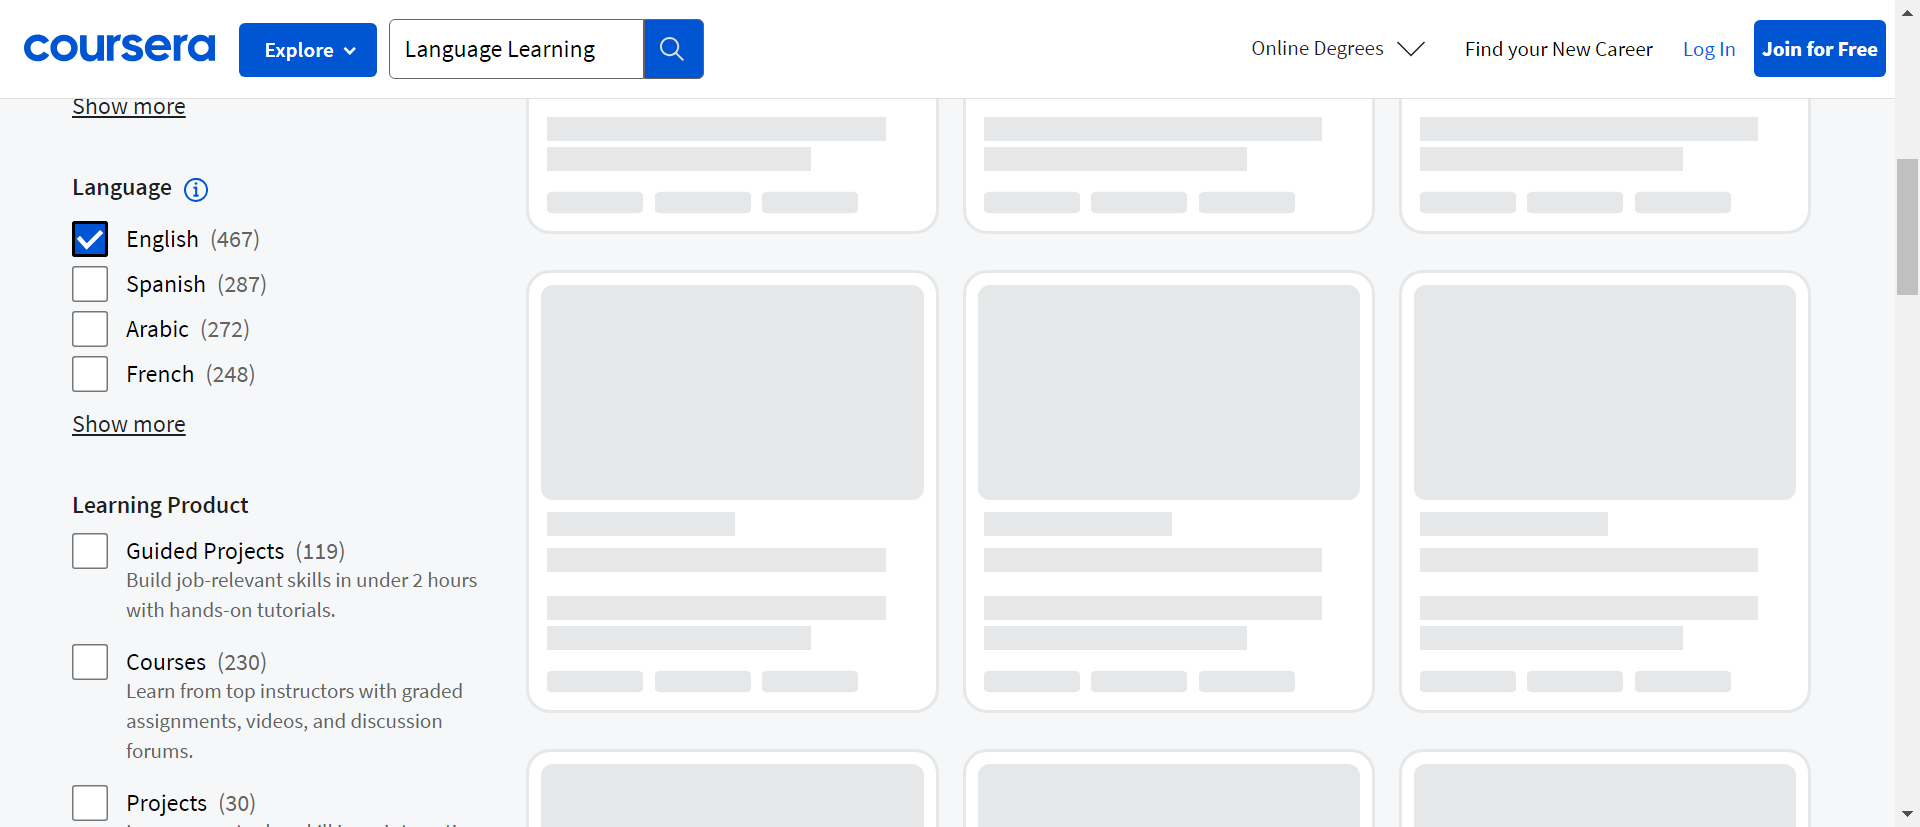 coursera
Explore
Language Learning
Online Degrees
Find your New Career
Log In
Join for Free
Show more
Language
English (467)
Spanish (287)
Arabic (272)
French (248)
Show more
Learning Product
Guided Projects (119)
Build job-relevant skills in under 2 hours
with hands-on tutorials.
Courses (230)
Learn from top instructors with graded
assignments, videos, and discussion
forums.
Projects (30)